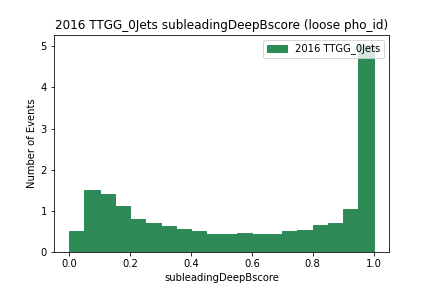 2016 TTGG_0Jets subleadingDeepBscore (loose pho_id)
2016 TTGG_0Jets
Number of Events
5
4
3
2
1
0
0.0 0.2 0.4 0.6 0.8 1.0
subleadingDeepBscore